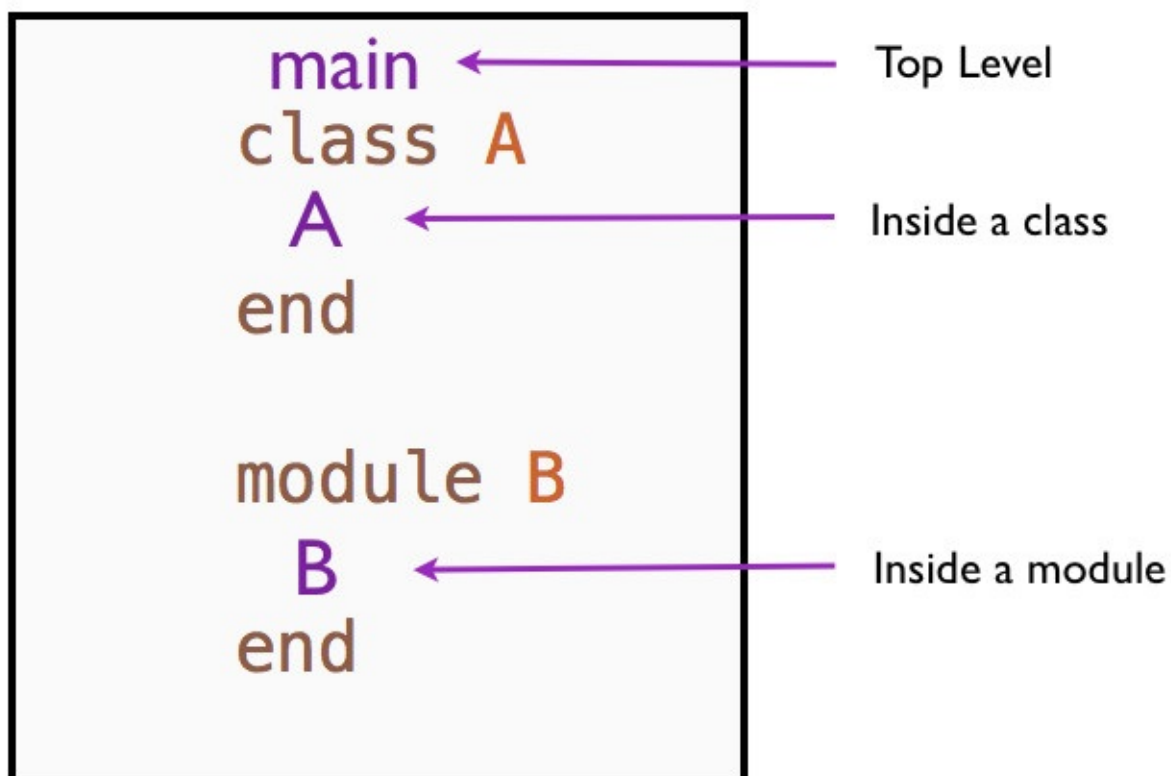 main
Top Level
class A
A
Inside a class
end
module B
B
Inside a module
end